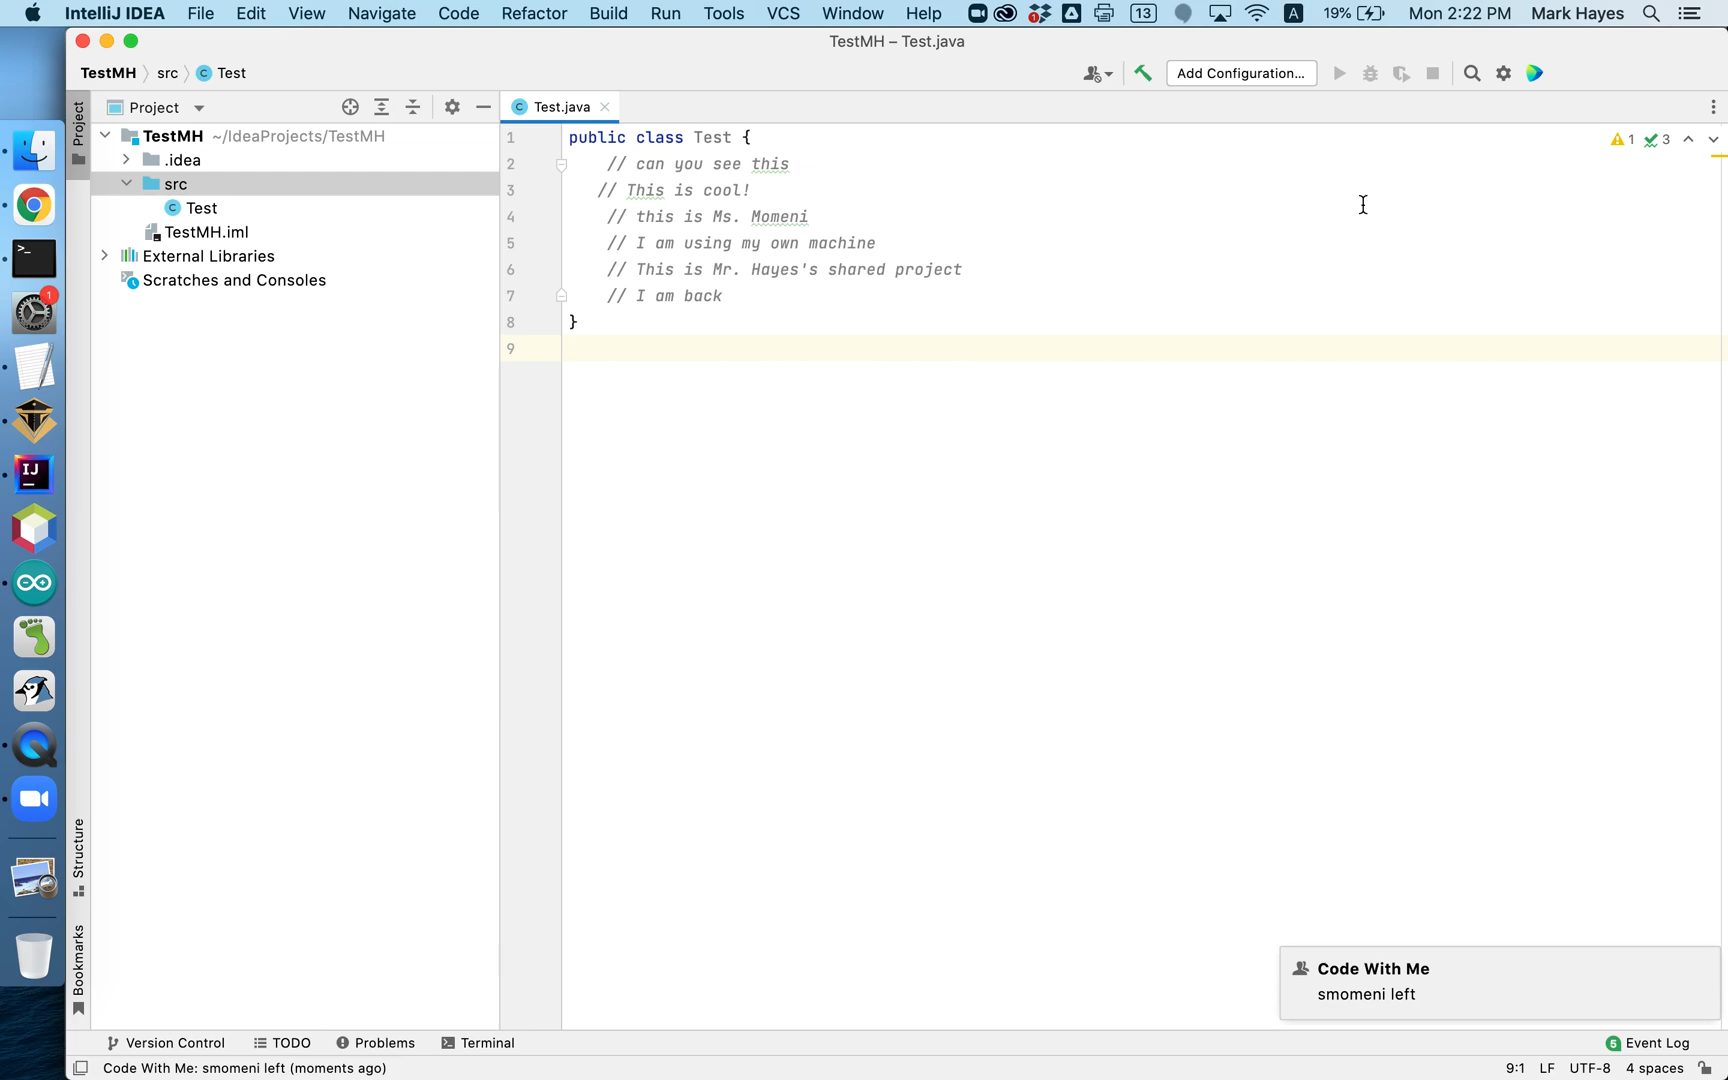 IntelliJ IDEA File Edit View Navigate Code Refactor Build Run Tools VCS Window Help 1 13 A 19% Mon 2:22 PM Mark Hayes
TestMH – Test.java
TestMH src C Test Add Configuration...
Project Project C Test.java
TestMH ~/IdeaProjects/TestMH
.idea
src
C Test
TestMH.iml
External Libraries
Scratches and Consoles
1 public class Test { 1 3
2 // can you see this
3 // This is cool!
4 // this is Ms. Momeni
5 // I am using my own machine
6 // This is Mr. Hayes's shared project
7 // I am back
8 }
9
>_
1
IJ
Structure
Bookmarks
Code With Me
smomeni left
Version Control TODO Problems Terminal 5 Event Log
Code With Me: smomeni left (moments ago) 9:1 LF UTF-8 4 spaces